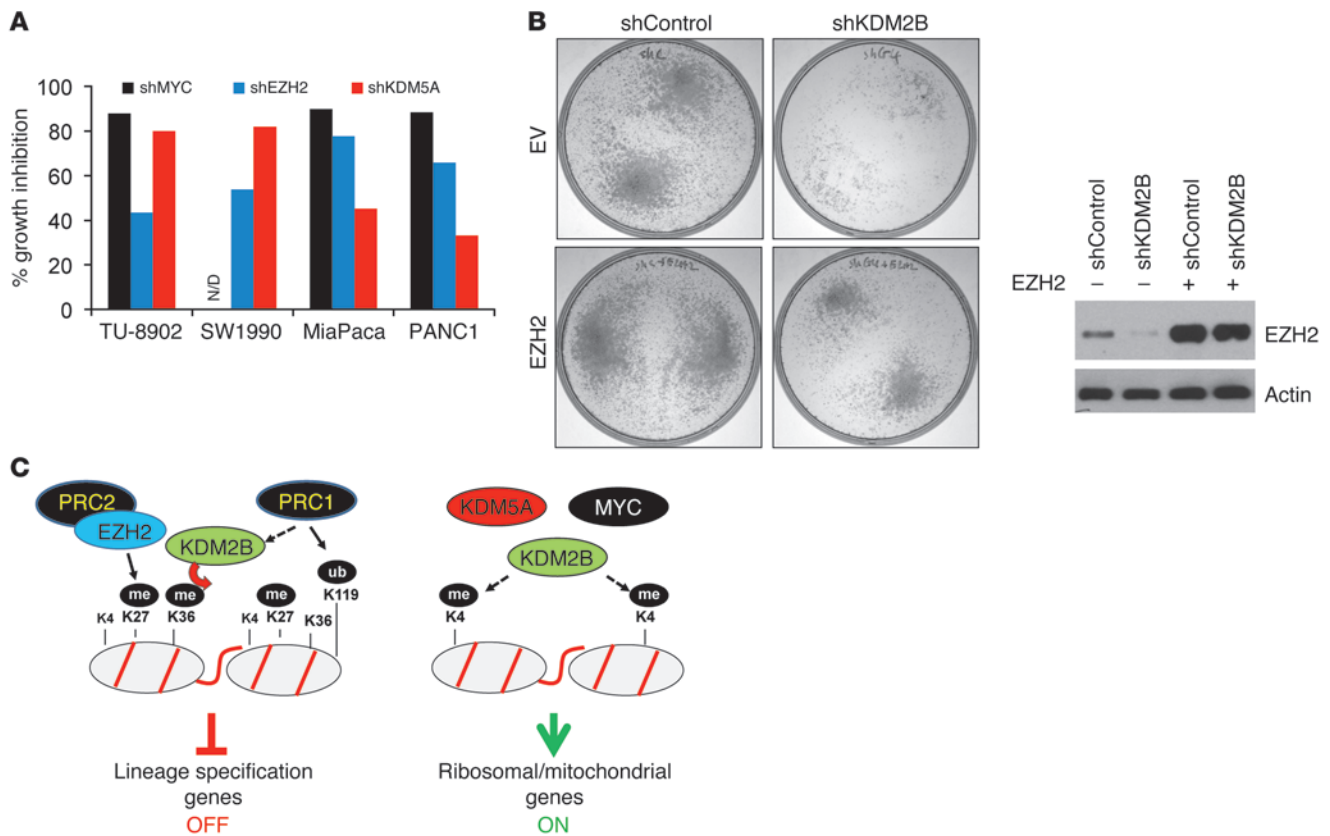 A
shMYC
shEZH2
shKDM5A
% growth inhibition
100
80
60
40
20
0
N/D
TU-8902
SW1990
MiaPaca
PANC1
B
shControl
shKDM2B
EV
EZH2
shControl
shKDM2B
shControl
shKDM2B
EZH2 – – + +
EZH2
Actin
C
PRC2
EZH2
KDM2B
PRC1
me
me
me
ub
K4
K27
K36
K4
K27
K36
K119
Lineage specification
genes
OFF
KDM5A
MYC
KDM2B
me
me
K4
K4
Ribosomal/mitochondrial
genes
ON